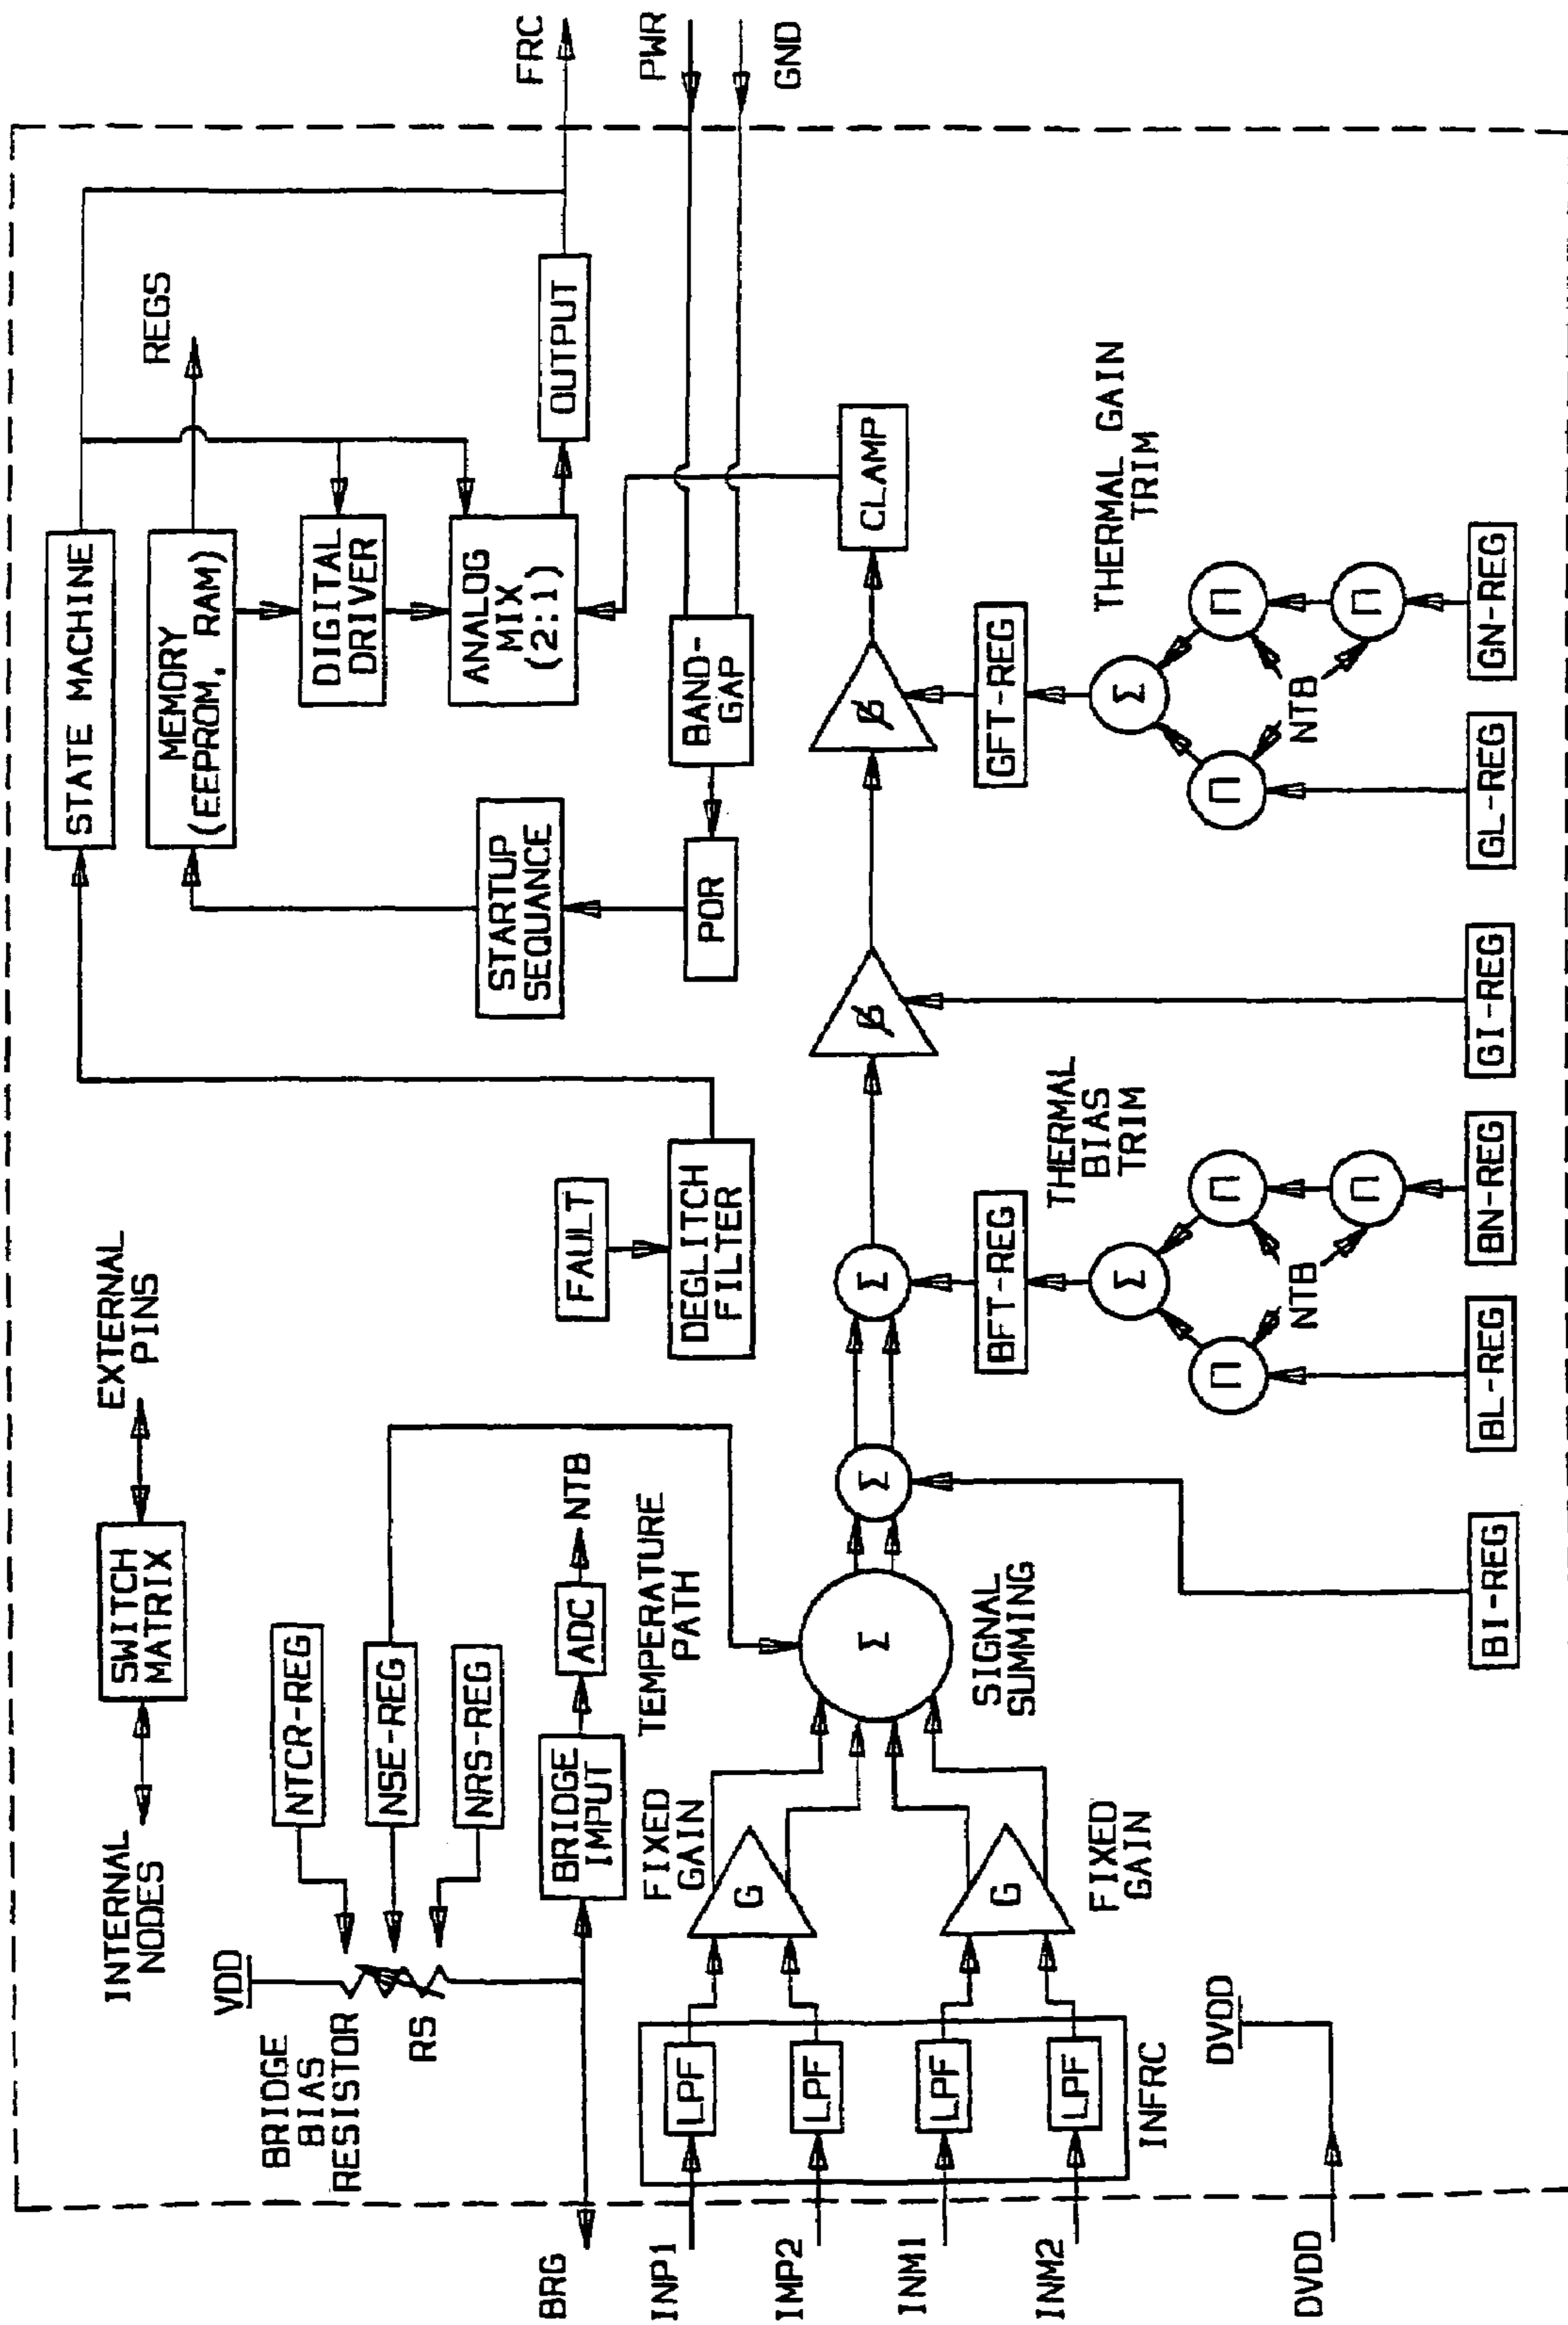 INTERNAL
NODES
SWITCH
MATRIX
EXTERNAL
PINS
STATE MACHINE
MEMORY
(EEPROM, RAM)
REGS
FRC
VDD
BRIDGE
BIAS
RESISTOR
RS
NTCR-REG
NSE-REG
NRS-REG
DIGITAL
DRIVER
ANALOG
MIX
(2:1)
OUTPUT
STARTUP
SEQUANCE
FAULT
BRG
BRIDGE
IMPUT
ADC
NTB
TEMPERATURE
PATH
DEGLITCH
FILTER
POR
BAND-
GAP
PWR
GND
INP1
LPF
IMP2
LPF
INM1
LPF
INM2
LPF
INFRC
FIXED
GAIN
G
G
FIXED
GAIN
Σ
SIGNAL
SUMMING
Σ
Σ
Ø
Ø
CLAMP
BFT-REG
THERMAL
BIAS
TRIM
GFT-REG
THERMAL GAIN
TRIM
Σ
Π
Π
Π
NTB
Σ
Π
Π
Π
NTB
DVDD
DVDD
BI-REG
BL-REG
BN-REG
GI-REG
GL-REG
GN-REG